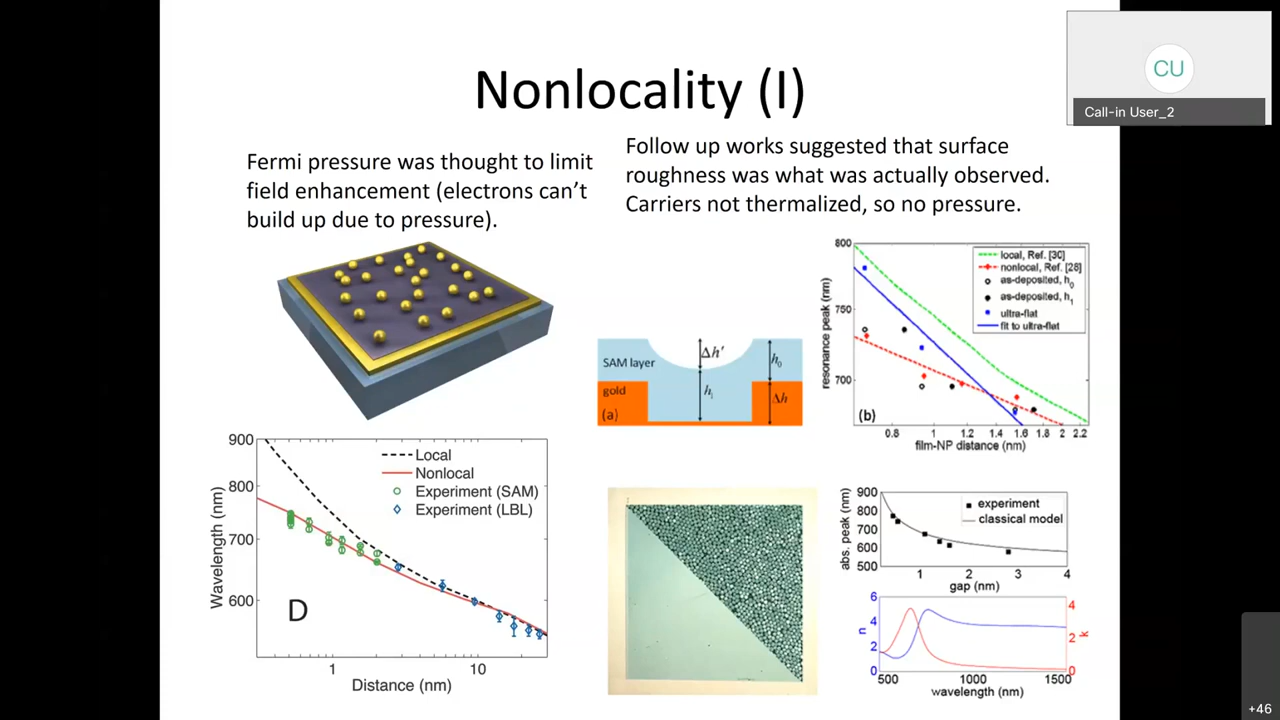 Nonlocality (I)
CU
Call-in User_2
Fermi pressure was thought to limit
field enhancement (electrons can’t
build up due to pressure).
Follow up works suggested that surface
roughness was what was actually observed.
Carriers not thermalized, so no pressure.
SAM layer
gold
(a)
Δh'
h₁
h₀
Δh
800
750
700
resonance peak (nm)
local, Ref. [30]
nonlocal, Ref. [28]
as-deposited, h₀
as-deposited, h₁
ultra-flat
fit to ultra-flat
(b)
0.8 1 1.2 1.4 1.6 1.8 2 2.2
film-NP distance (nm)
900
800
700
600
Wavelength (nm)
Local
Nonlocal
Experiment (SAM)
Experiment (LBL)
D
1 10
Distance (nm)
900
800
700
600
500
abs. peak (nm)
experiment
classical model
0 1 2 3 4
gap (nm)
6
4
2
0
n
4
2
0
k
500 1000 1500
wavelength (nm)
+46